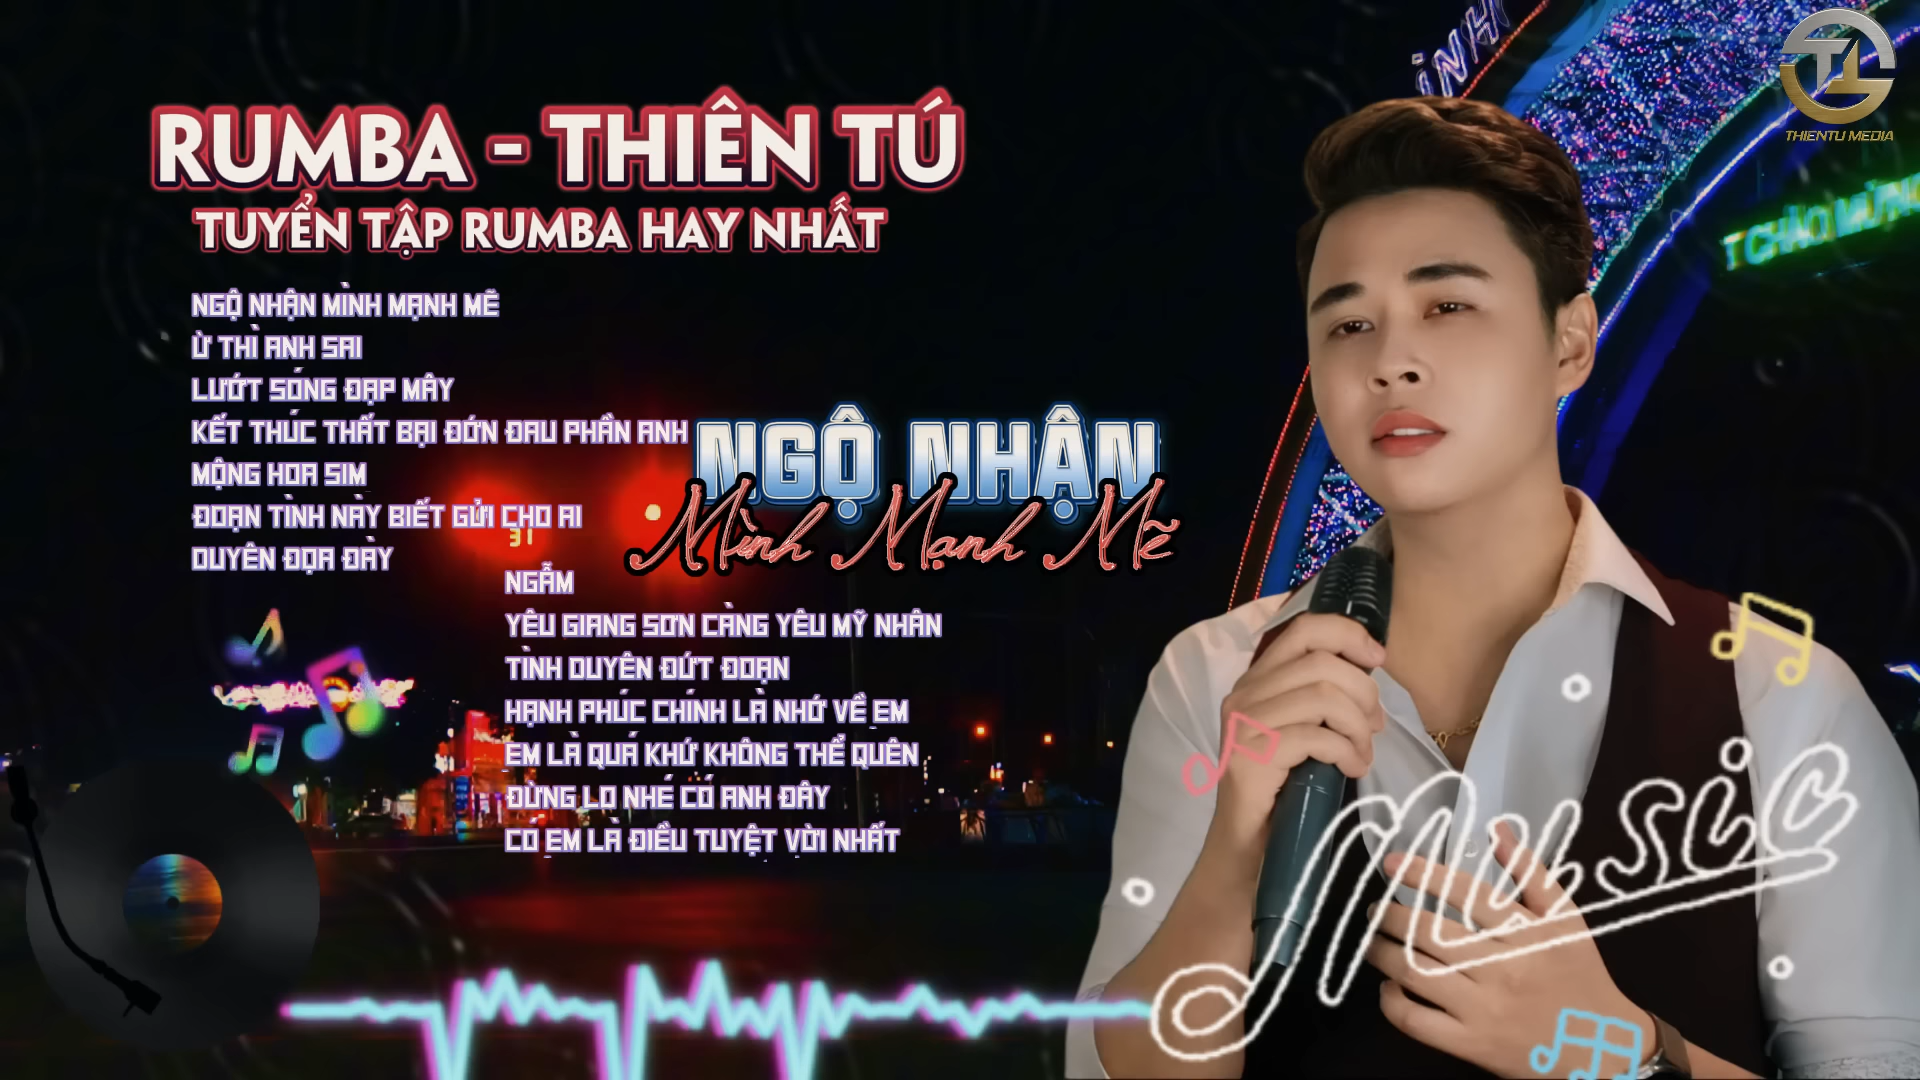 INH
THIENTU MEDIA
RUMBA - THIÊN TÚ
TUYỂN TẬP RUMBA HAY NHẤT
T CHÀO MỪNG
NGỘ NHẬN MÌNH MẠNH MẼ
Ừ THÌ ANH SAI
LƯỚT SÓNG ĐẠP MÂY
KẾT THÚC THẤT BẠI ĐỚN ĐAU PHẦN ANH
MỘNG HOA SIM
ĐOẠN TÌNH NÀY BIẾT GỬI CHO AI
DUYÊN ĐỌA ĐÀY
NGỘ NHẬN
Mình Mạnh Mẽ
31
NGẪM
YÊU GIANG SƠN CÀNG YÊU MỸ NHÂN
TÌNH DUYÊN ĐỨT ĐOẠN
HẠNH PHÚC CHÍNH LÀ NHỚ VỀ EM
EM LÀ QUÁ KHỨ KHÔNG THỂ QUÊN
ĐỪNG LO NHÉ CÓ ANH ĐÂY
CÓ EM LÀ ĐIỀU TUYỆT VỜI NHẤT
Music